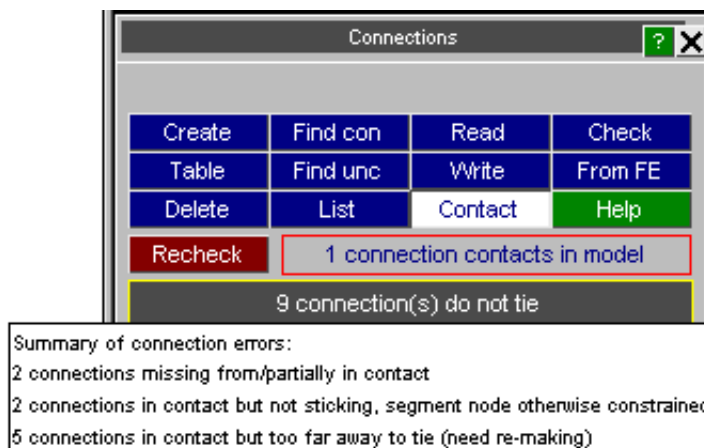 Connections
? X
Create Find con Read Check
Table Find unc Write From FE
Delete List Contact Help
Recheck 1 connection contacts in model
9 connection(s) do not tie
Summary of connection errors:
2 connections missing from/partially in contact
2 connections in contact but not sticking, segment node otherwise constrained
5 connections in contact but too far away to tie (need re-making)